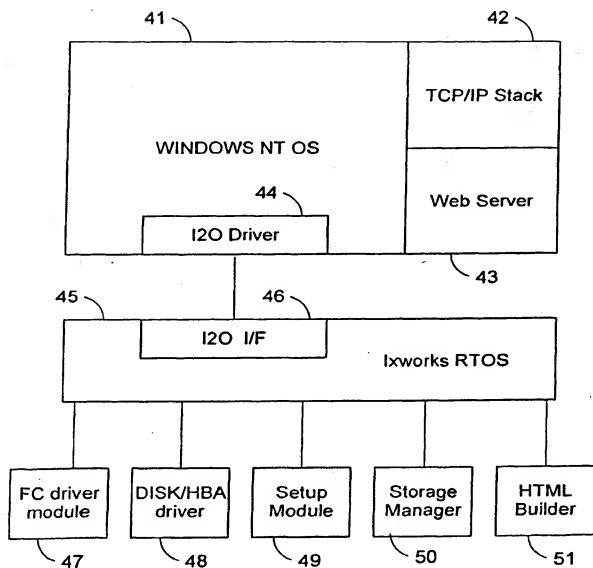 41
42
TCP/IP Stack
WINDOWS NT OS
44
Web Server
I2O Driver
43
45
46
I2O I/F
Ixworks RTOS
FC driver
module
DISK/HBA
driver
Setup
Module
Storage
Manager
HTML
Builder
47
48
49
50
51